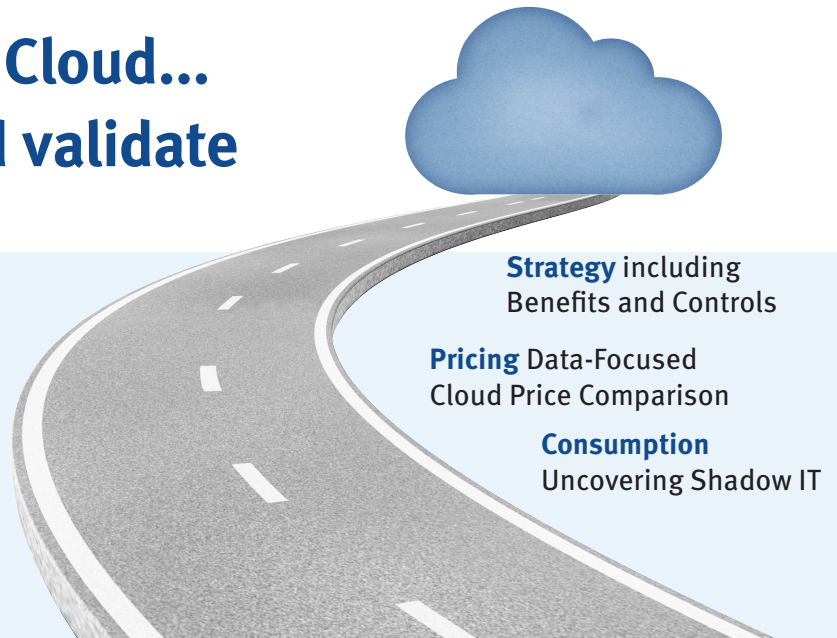 Cloud...
validate
Strategy including
Benefits and Controls
Pricing Data-Focused
Cloud Price Comparison
Consumption
Uncovering Shadow IT